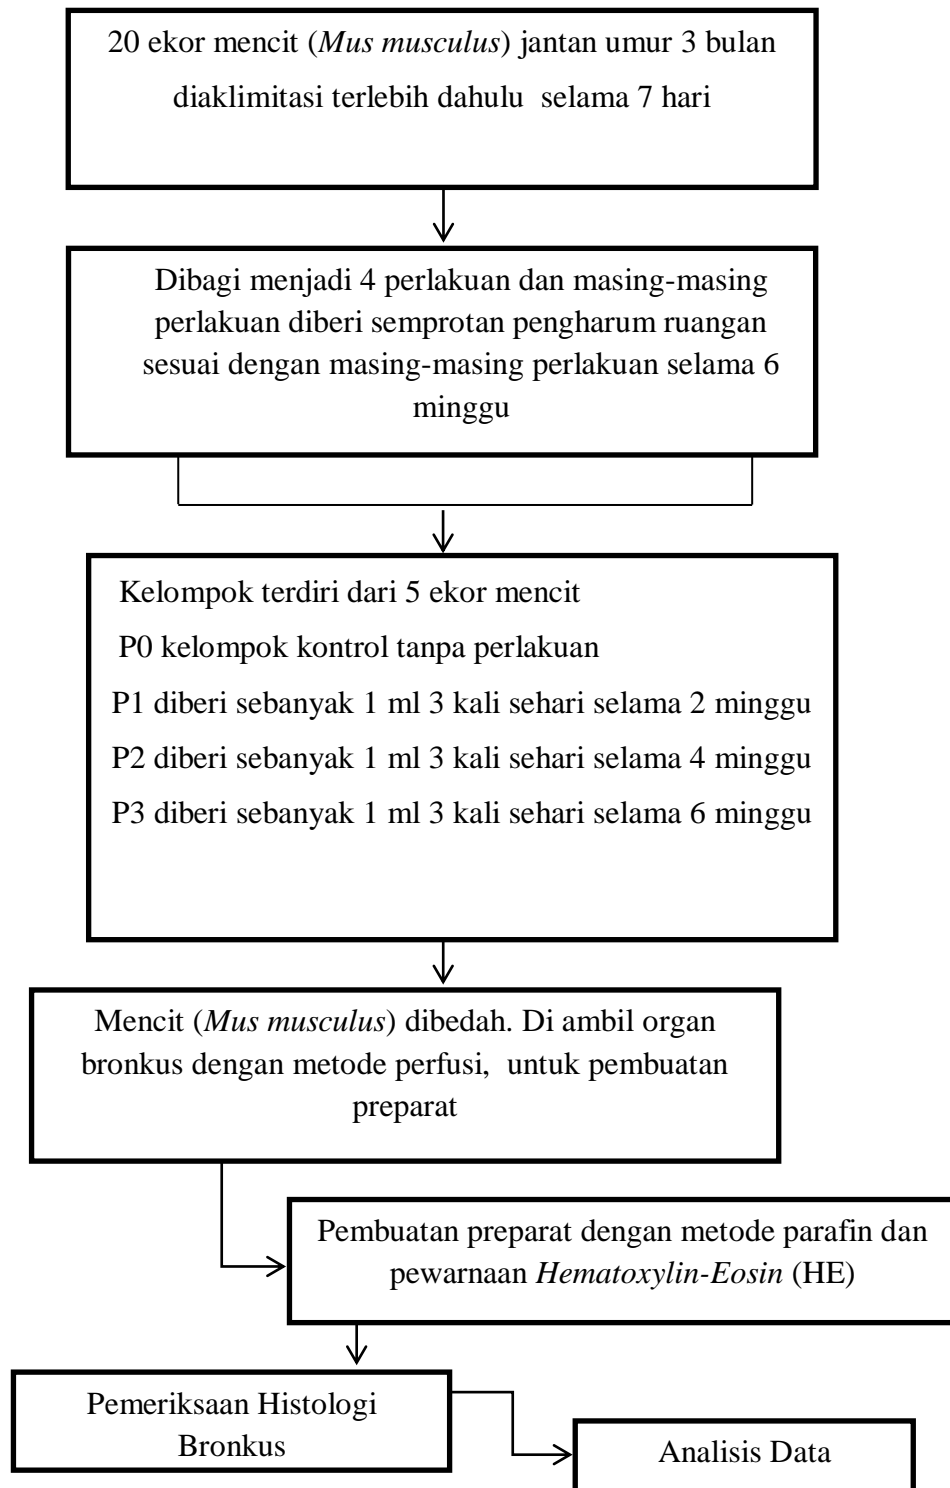 20 ekor mencit (Mus musculus) jantan umur 3 bulan
diaklimitasi terlebih dahulu selama 7 hari
Dibagi menjadi 4 perlakuan dan masing-masing
perlakuan diberi semprotan pengharum ruangan
sesuai dengan masing-masing perlakuan selama 6
minggu
Kelompok terdiri dari 5 ekor mencit
P0 kelompok kontrol tanpa perlakuan
P1 diberi sebanyak 1 ml 3 kali sehari selama 2 minggu
P2 diberi sebanyak 1 ml 3 kali sehari selama 4 minggu
P3 diberi sebanyak 1 ml 3 kali sehari selama 6 minggu
Mencit (Mus musculus) dibedah. Di ambil organ
bronkus dengan metode perfusi, untuk pembuatan
preparat
Pembuatan preparat dengan metode parafin dan
pewarnaan Hematoxylin-Eosin (HE)
Pemeriksaan Histologi
Bronkus
Analisis Data